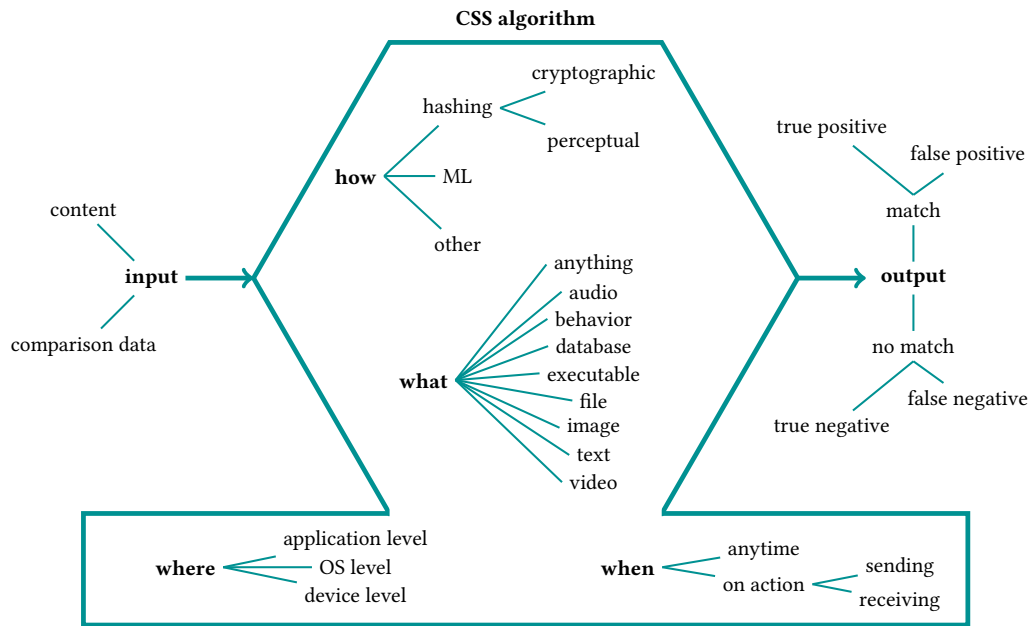 CSS algorithm
cryptographic
hashing
perceptual
how
ML
other
content
input
comparison data
anything
audio
behavior
database
what
executable
file
image
text
video
true positive
false positive
match
output
no match
false negative
true negative
where
application level
OS level
device level
when
anytime
on action
sending
receiving